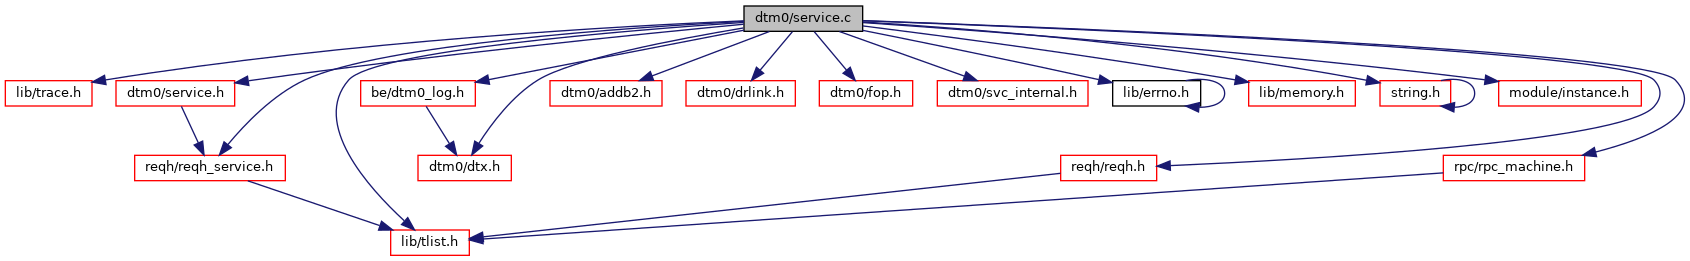 dtm0/service.c
lib/trace.h
dtm0/service.h
be/dtm0_log.h
dtm0/addb2.h
dtm0/drlink.h
dtm0/fop.h
dtm0/svc_internal.h
lib/errno.h
lib/memory.h
string.h
module/instance.h
reqh/reqh_service.h
dtm0/dtx.h
reqh/reqh.h
rpc/rpc_machine.h
lib/tlist.h